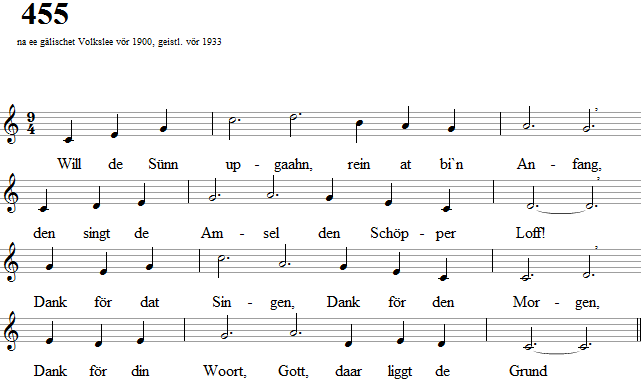 455
na ee gälischet Volkslee vör 1900, geistl. vör 1933
9
4
Will de Sünn up - gaahn, rein at bi`n An - fang,
den singt de Am - sel den Schöp - per Loff!
Dank för dat Sin - gen, Dank för den Mor - gen,
Dank för din Woort, Gott, daar liggt de Grund